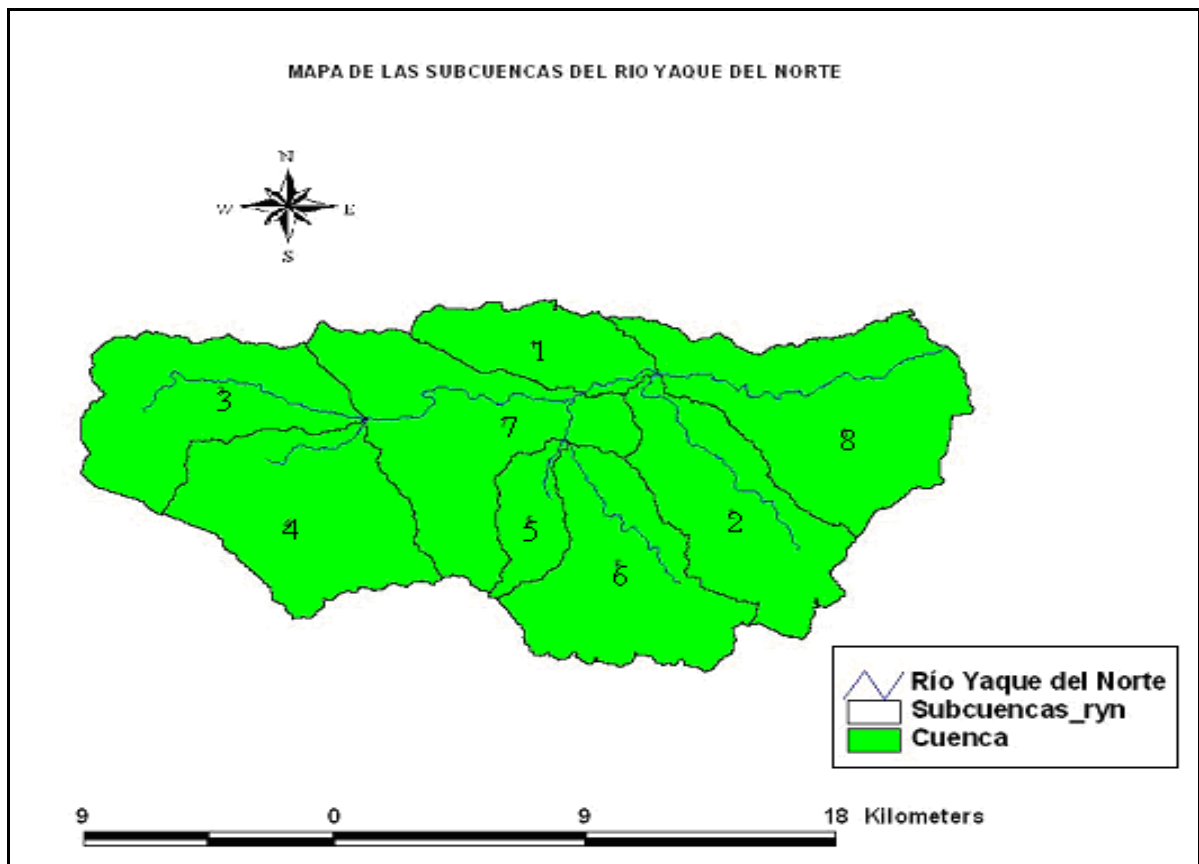 MAPA DE LAS SUBCUENCAS DEL RIO YAQUE DEL NORTE
N
W E
S
1
3
7
8
4
5
2
6
Río Yaque del Norte
Subcuencas_ryn
Cuenca
9 0 9 18 Kilometers